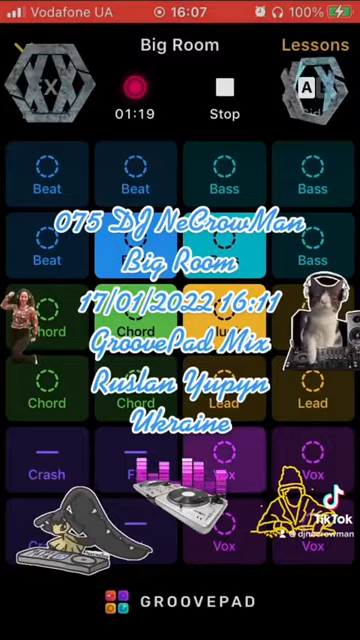 Vodafone UA 16:07 100%
Big Room Lessons
X A
01:19 Stop
Beat Beat Bass Bass
Beat
075 DJ NeCrowMan
Big Room
17/01/2022 16:11
Chord Chord
GroovePad Mix
Ruslan Yupyn
Chord Chord Lead Lead
Ukraine
Crash Vox
Vox Vox
TikTok
@djnecrowman
GROOVEPAD